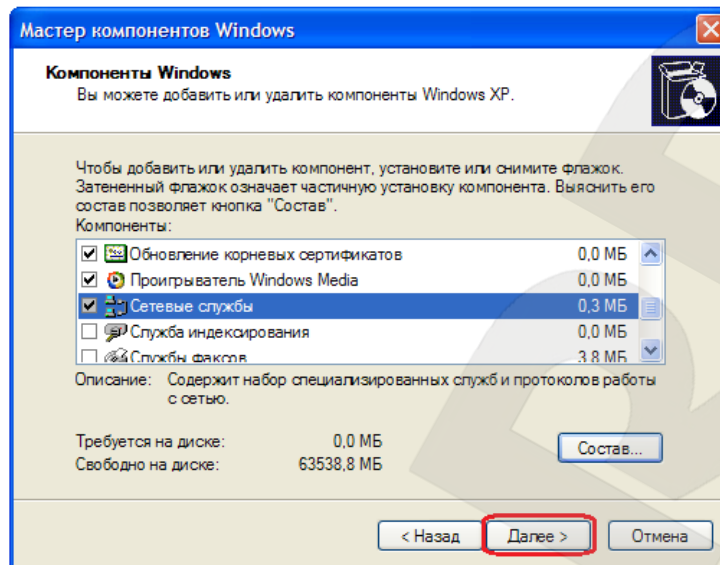 Мастер компонентов Windows
Компоненты Windows
Вы можете добавить или удалить компоненты Windows XP.
Чтобы добавить или удалить компонент, установите или снимите флажок.
Затененный флажок означает частичную установку компонента. Выяснить его
состав позволяет кнопка "Состав".
Компоненты:
Обновление корневых сертификатов 0,0 МБ
Проигрыватель Windows Media 0,0 МБ
Сетевые службы 0,3 МБ
Служба индексирования 0,0 МБ
Службы факсов 3,8 МБ
Описание: Содержит набор специализированных служб и протоколов работы
с сетью.
Требуется на диске: 0,0 МБ
Свободно на диске: 63538,8 МБ
Состав...
< Назад Далее > Отмена